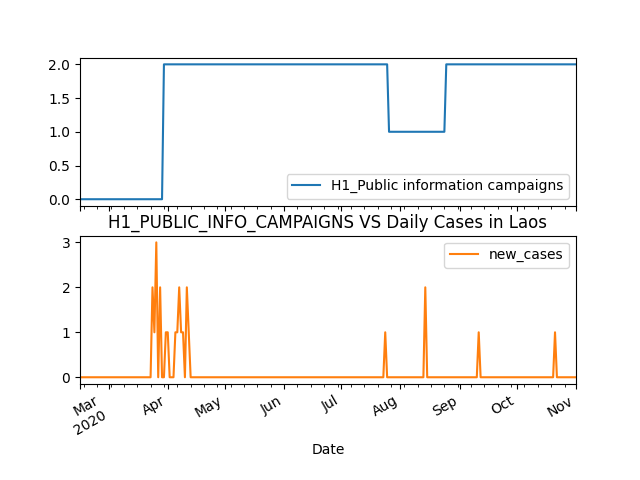 2.0
1.5
1.0
0.5
0.0
H1_Public information campaigns
H1_PUBLIC_INFO_CAMPAIGNS VS Daily Cases in Laos
3
2
1
0
new_cases
Mar
2020
Apr
May
Jun
Jul
Aug
Sep
Oct
Nov
Date